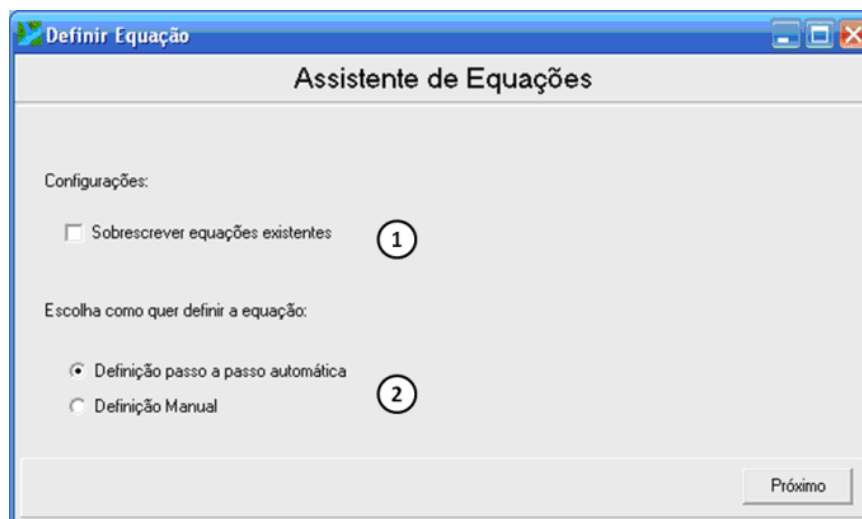 Definir Equação
Assistente de Equações
Configurações:
Sobrescrever equações existentes
1
Escolha como quer definir a equação:
Definição passo a passo automática
2
Definição Manual
Próximo